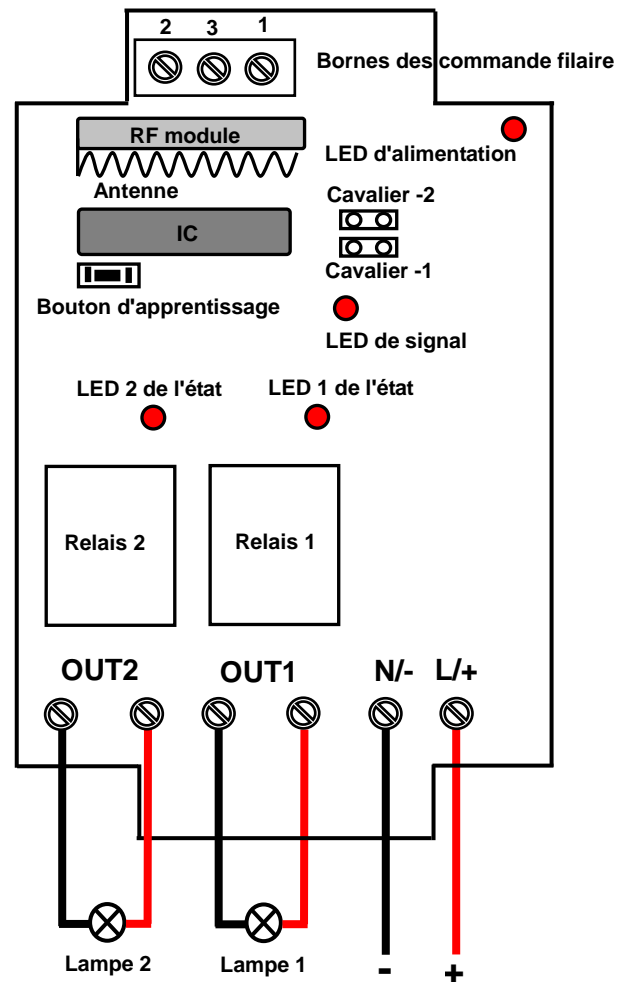 2 3 1
Bornes des commande filaire
RF module
LED d'alimentation
Antenne
Cavalier -2
IC
Cavalier -1
Bouton d'apprentissage
LED de signal
LED 2 de l'état
LED 1 de l'état
Relais 2
Relais 1
OUT2
OUT1
N/-
L/+
Lampe 2
Lampe 1
-
+